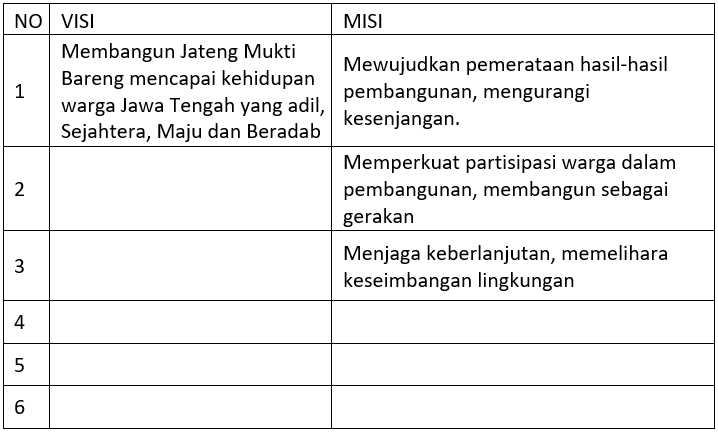 NO VISI MISI
1
Membangun Jateng Mukti
Bareng mencapai kehidupan
warga Jawa Tengah yang adil,
Sejahtera, Maju dan Beradab
Mewujudkan pemerataan hasil-hasil
pembangunan, mengurangi
kesenjangan.
2
Memperkuat partisipasi warga dalam
pembangunan, membangun sebagai
gerakan
3
Menjaga keberlanjutan, memelihara
keseimbangan lingkungan
4
5
6